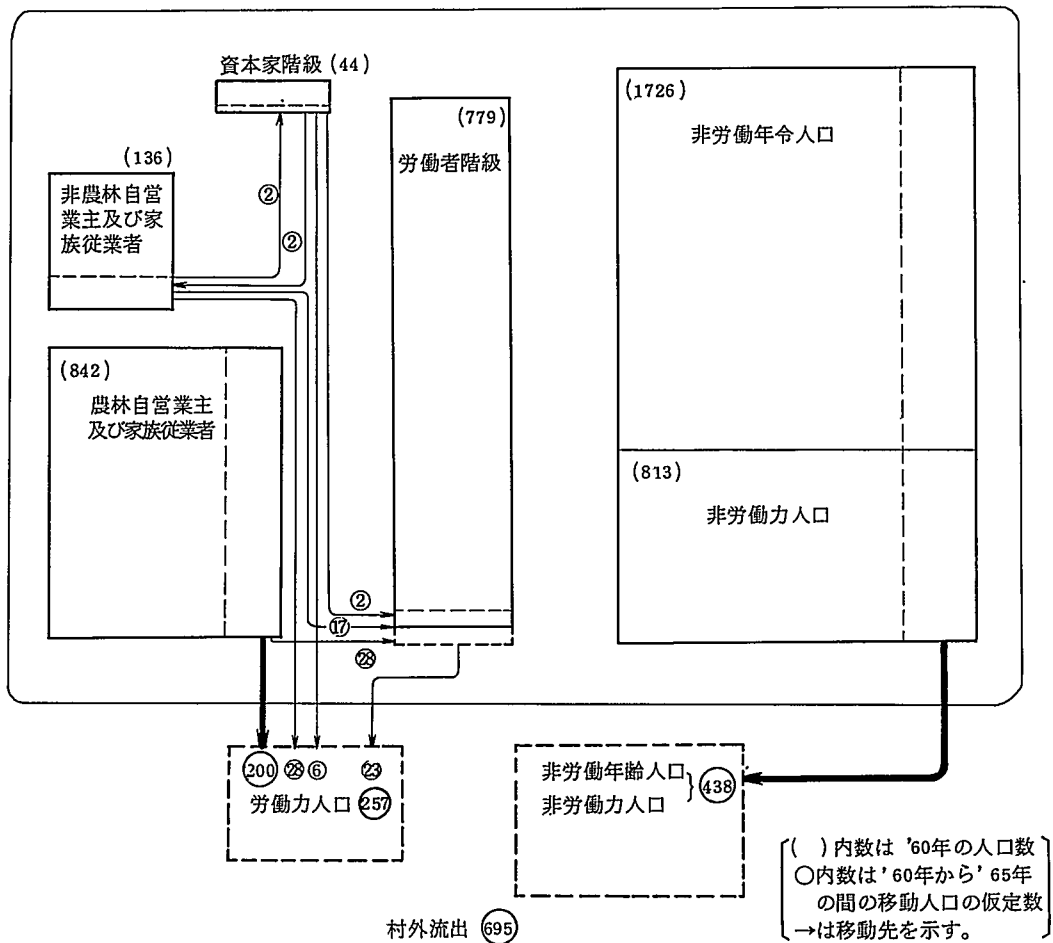 資本家階級(44)
(136)
非農林自営
業主及び家
族従業者
②
②
(779)
労働者階級
(1726)
非労働年令人口
(842)
農林自営業主
及び家族従業者
(813)
非労働力人口
②
⑰
㉘
200 ㉘ ⑥ ㉓
労働力人口 257
非労働年齢人口
非労働力人口
} 438
村外流出 695
( )内数は '60年の人口数
○内数は'60年から'65年
の間の移動人口の仮定数
→は移動先を示す。